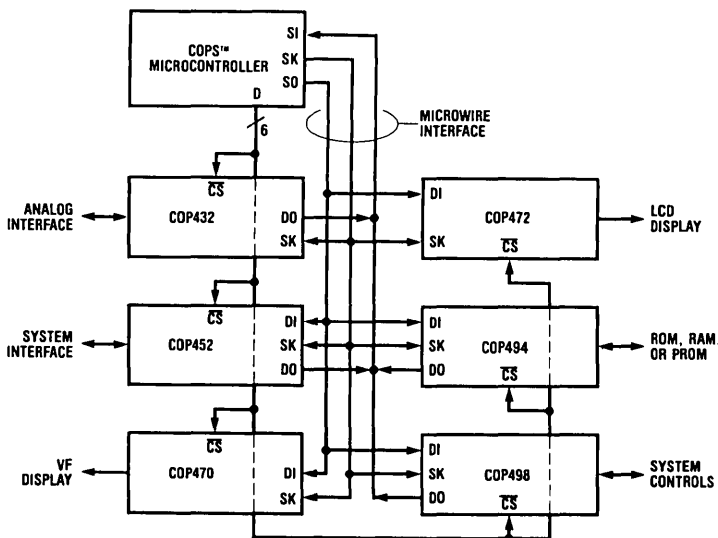 COPS™
MICROCONTROLLER
SI
SK
SO
D
6
MICROWIRE
INTERFACE
ANALOG
INTERFACE
CS
COP432
DO
SK
DI
SK
COP472
CS
LCD
DISPLAY
SYSTEM
INTERFACE
CS
COP452
DI
SK
DO
DI
SK
DO
COP494
CS
ROM, RAM
OR PROM
VF
DISPLAY
CS
COP470
DI
SK
DI
SK
DO
COP498
CS
SYSTEM
CONTROLS